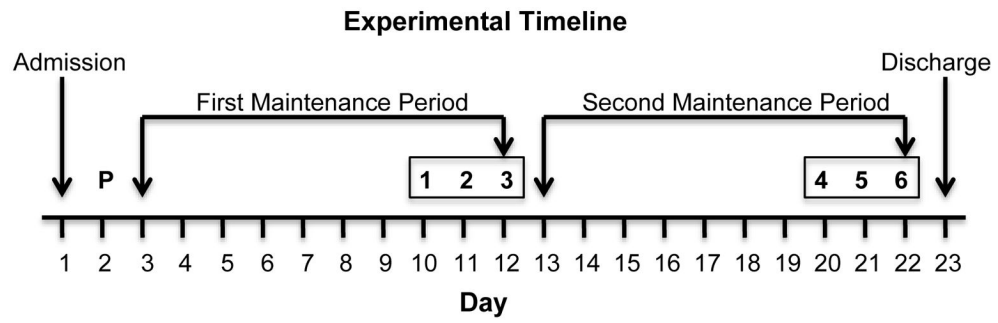 Experimental Timeline
Admission
Discharge
First Maintenance Period
Second Maintenance Period
P
1 2 3
4 5 6
1 2 3 4 5 6 7 8 9 10 11 12 13 14 15 16 17 18 19 20 21 22 23
Day